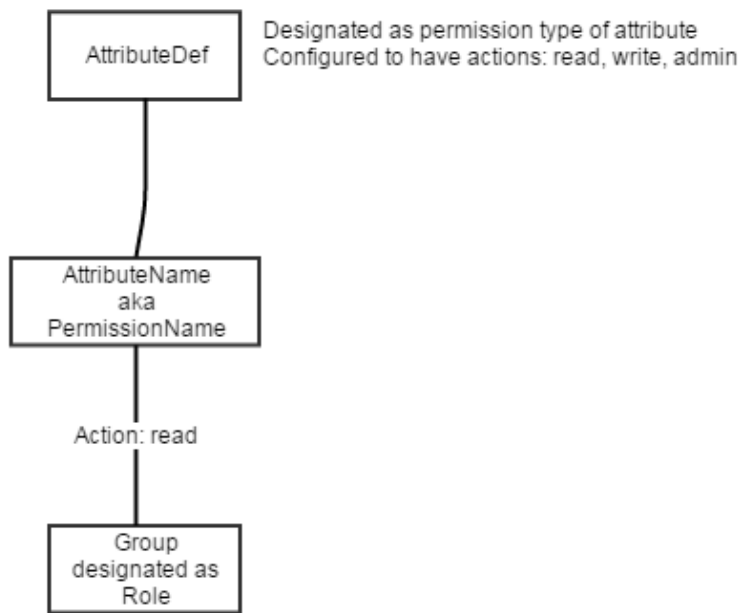 AttributeDef
Designated as permission type of attribute
Configured to have actions: read, write, admin
AttributeName
aka
PermissionName
Action: read
Group
designated as
Role